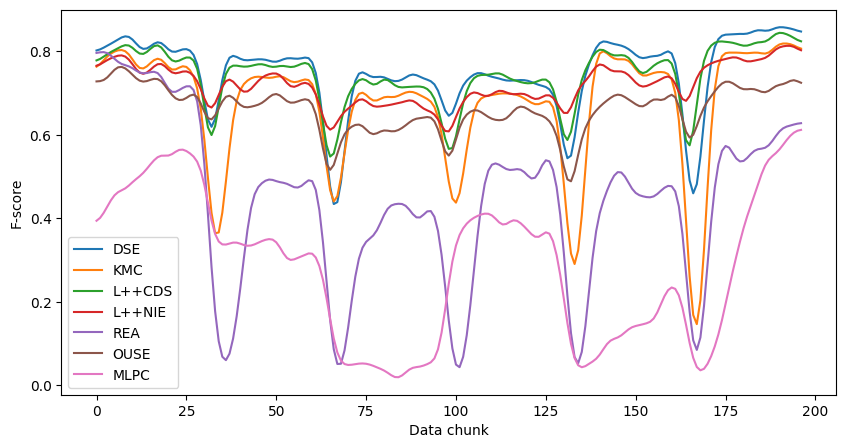 F-score
0.8
0.6
0.4
0.2
0.0
DSE
KMC
L++CDS
L++NIE
REA
OUSE
MLPC
0 25 50 75 100 125 150 175 200
Data chunk